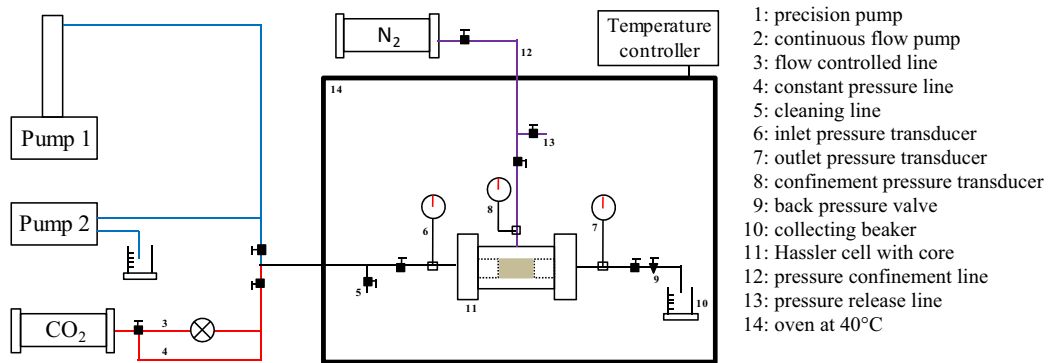 Pump 1
Pump 2
CO2
3
4
N2
12
Temperature
controller
14
13
8
6
7
5
11
9
10
1: precision pump
2: continuous flow pump
3: flow controlled line
4: constant pressure line
5: cleaning line
6: inlet pressure transducer
7: outlet pressure transducer
8: confinement pressure transducer
9: back pressure valve
10: collecting beaker
11: Hassler cell with core
12: pressure confinement line
13: pressure release line
14: oven at 40°C